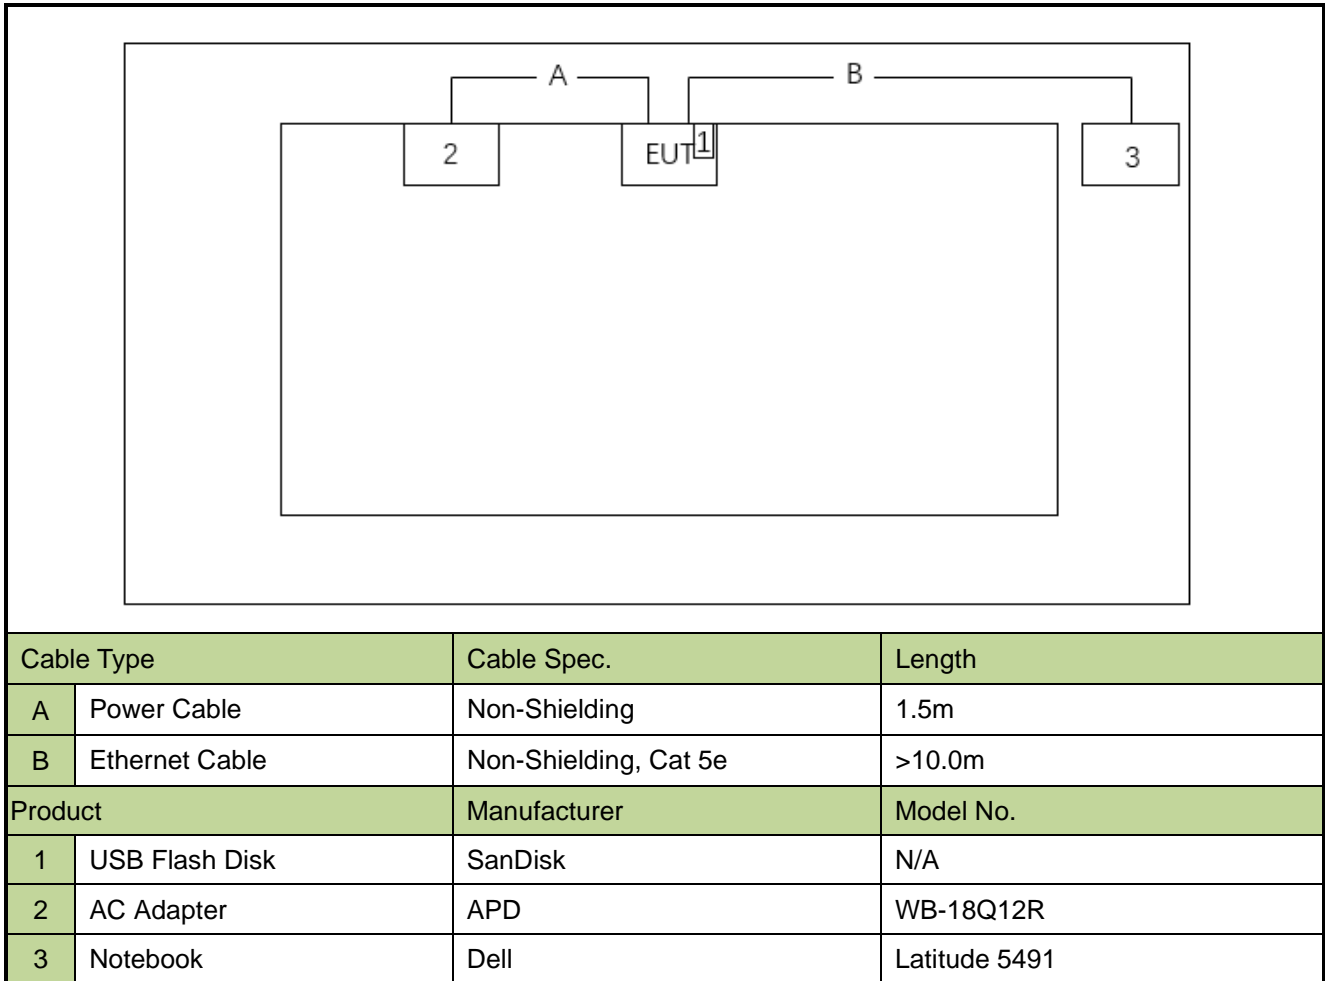 A B
2 EUT 1 3
Cable Type Cable Spec. Length
A Power Cable Non-Shielding 1.5m
B Ethernet Cable Non-Shielding, Cat 5e >10.0m
Product Manufacturer Model No.
1 USB Flash Disk SanDisk N/A
2 AC Adapter APD WB-18Q12R
3 Notebook Dell Latitude 5491